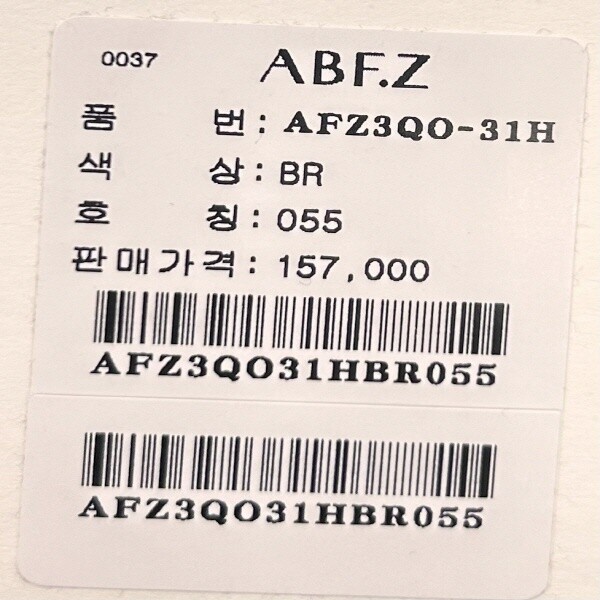 0037 ABF.Z
품 번 : AFZ3QO-31H
색 상 : BR
호 칭 : 055
판매가격 : 157,000
AFZ3QO31HBR055
AFZ3QO31HBR055